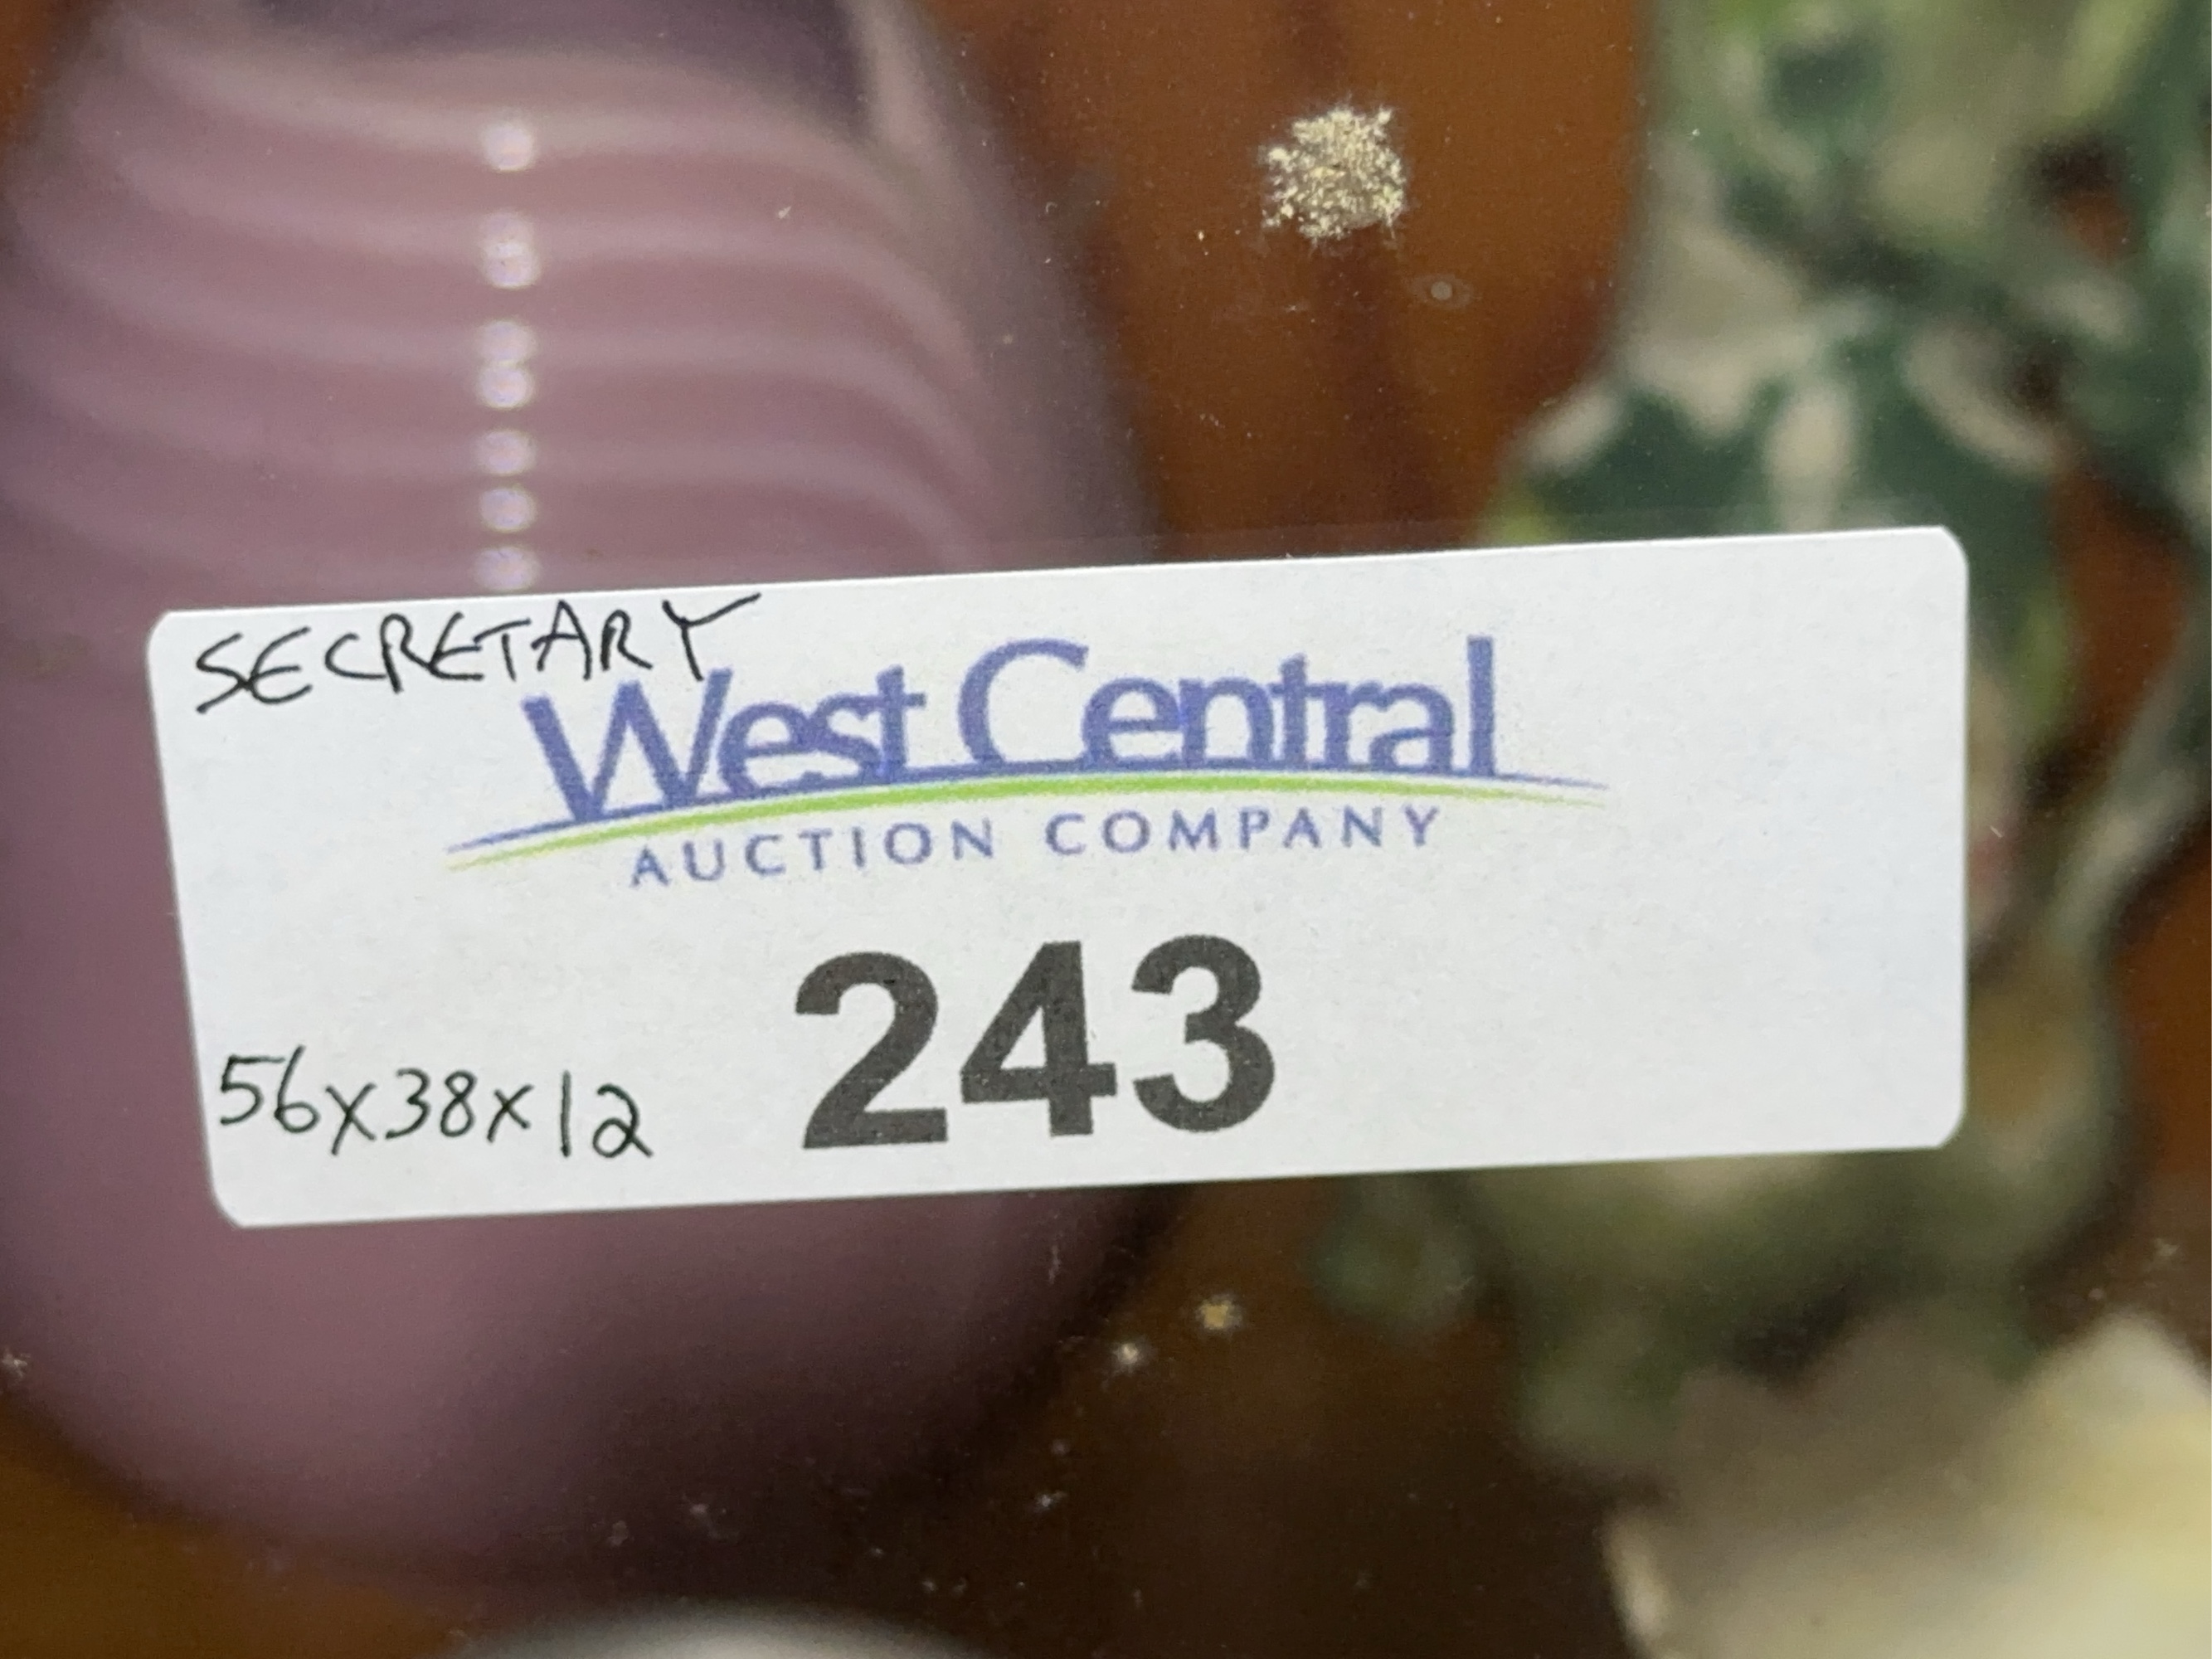 SECRETARY
West Central
AUCTION COMPANY
243
56x38x12